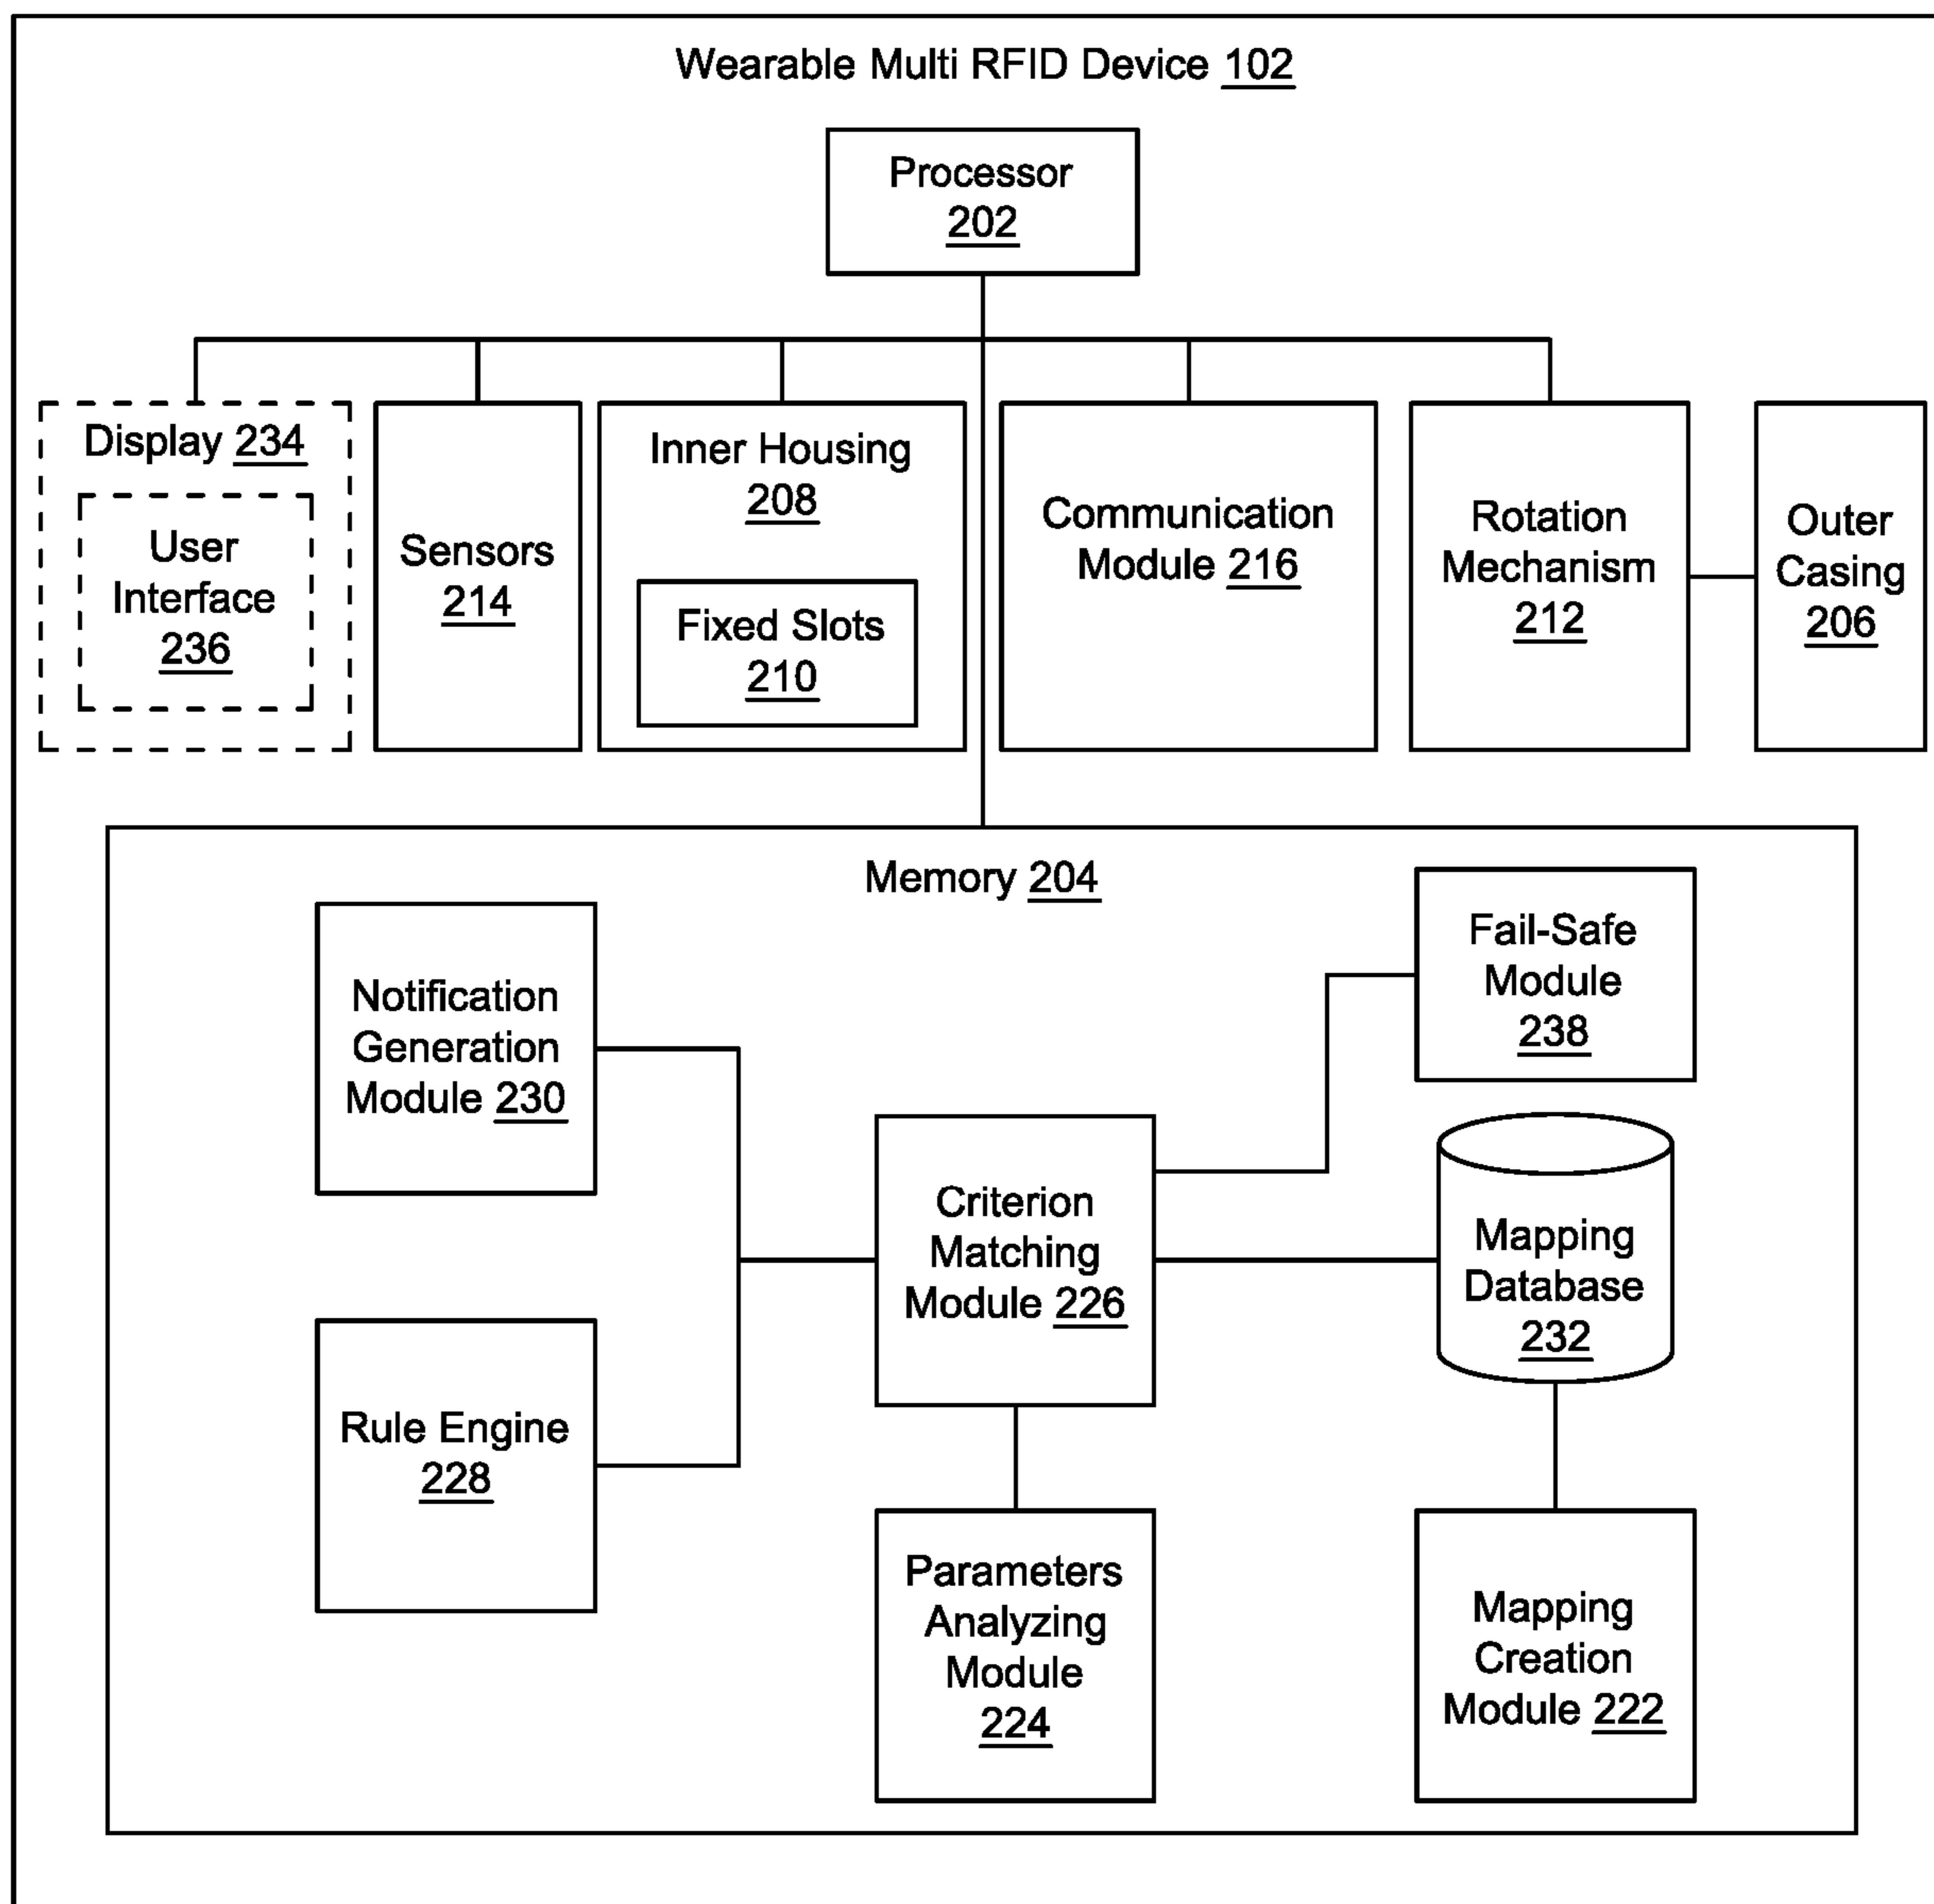 Wearable Multi RFID Device 102
Processor
202
Display 234
User
Interface
236
Sensors
214
Inner Housing
208
Fixed Slots
210
Communication
Module 216
Rotation
Mechanism
212
Outer
Casing
206
Memory 204
Notification
Generation
Module 230
Fail-Safe
Module
238
Criterion
Matching
Module 226
Mapping
Database
232
Rule Engine
228
Parameters
Analyzing
Module
224
Mapping
Creation
Module 222